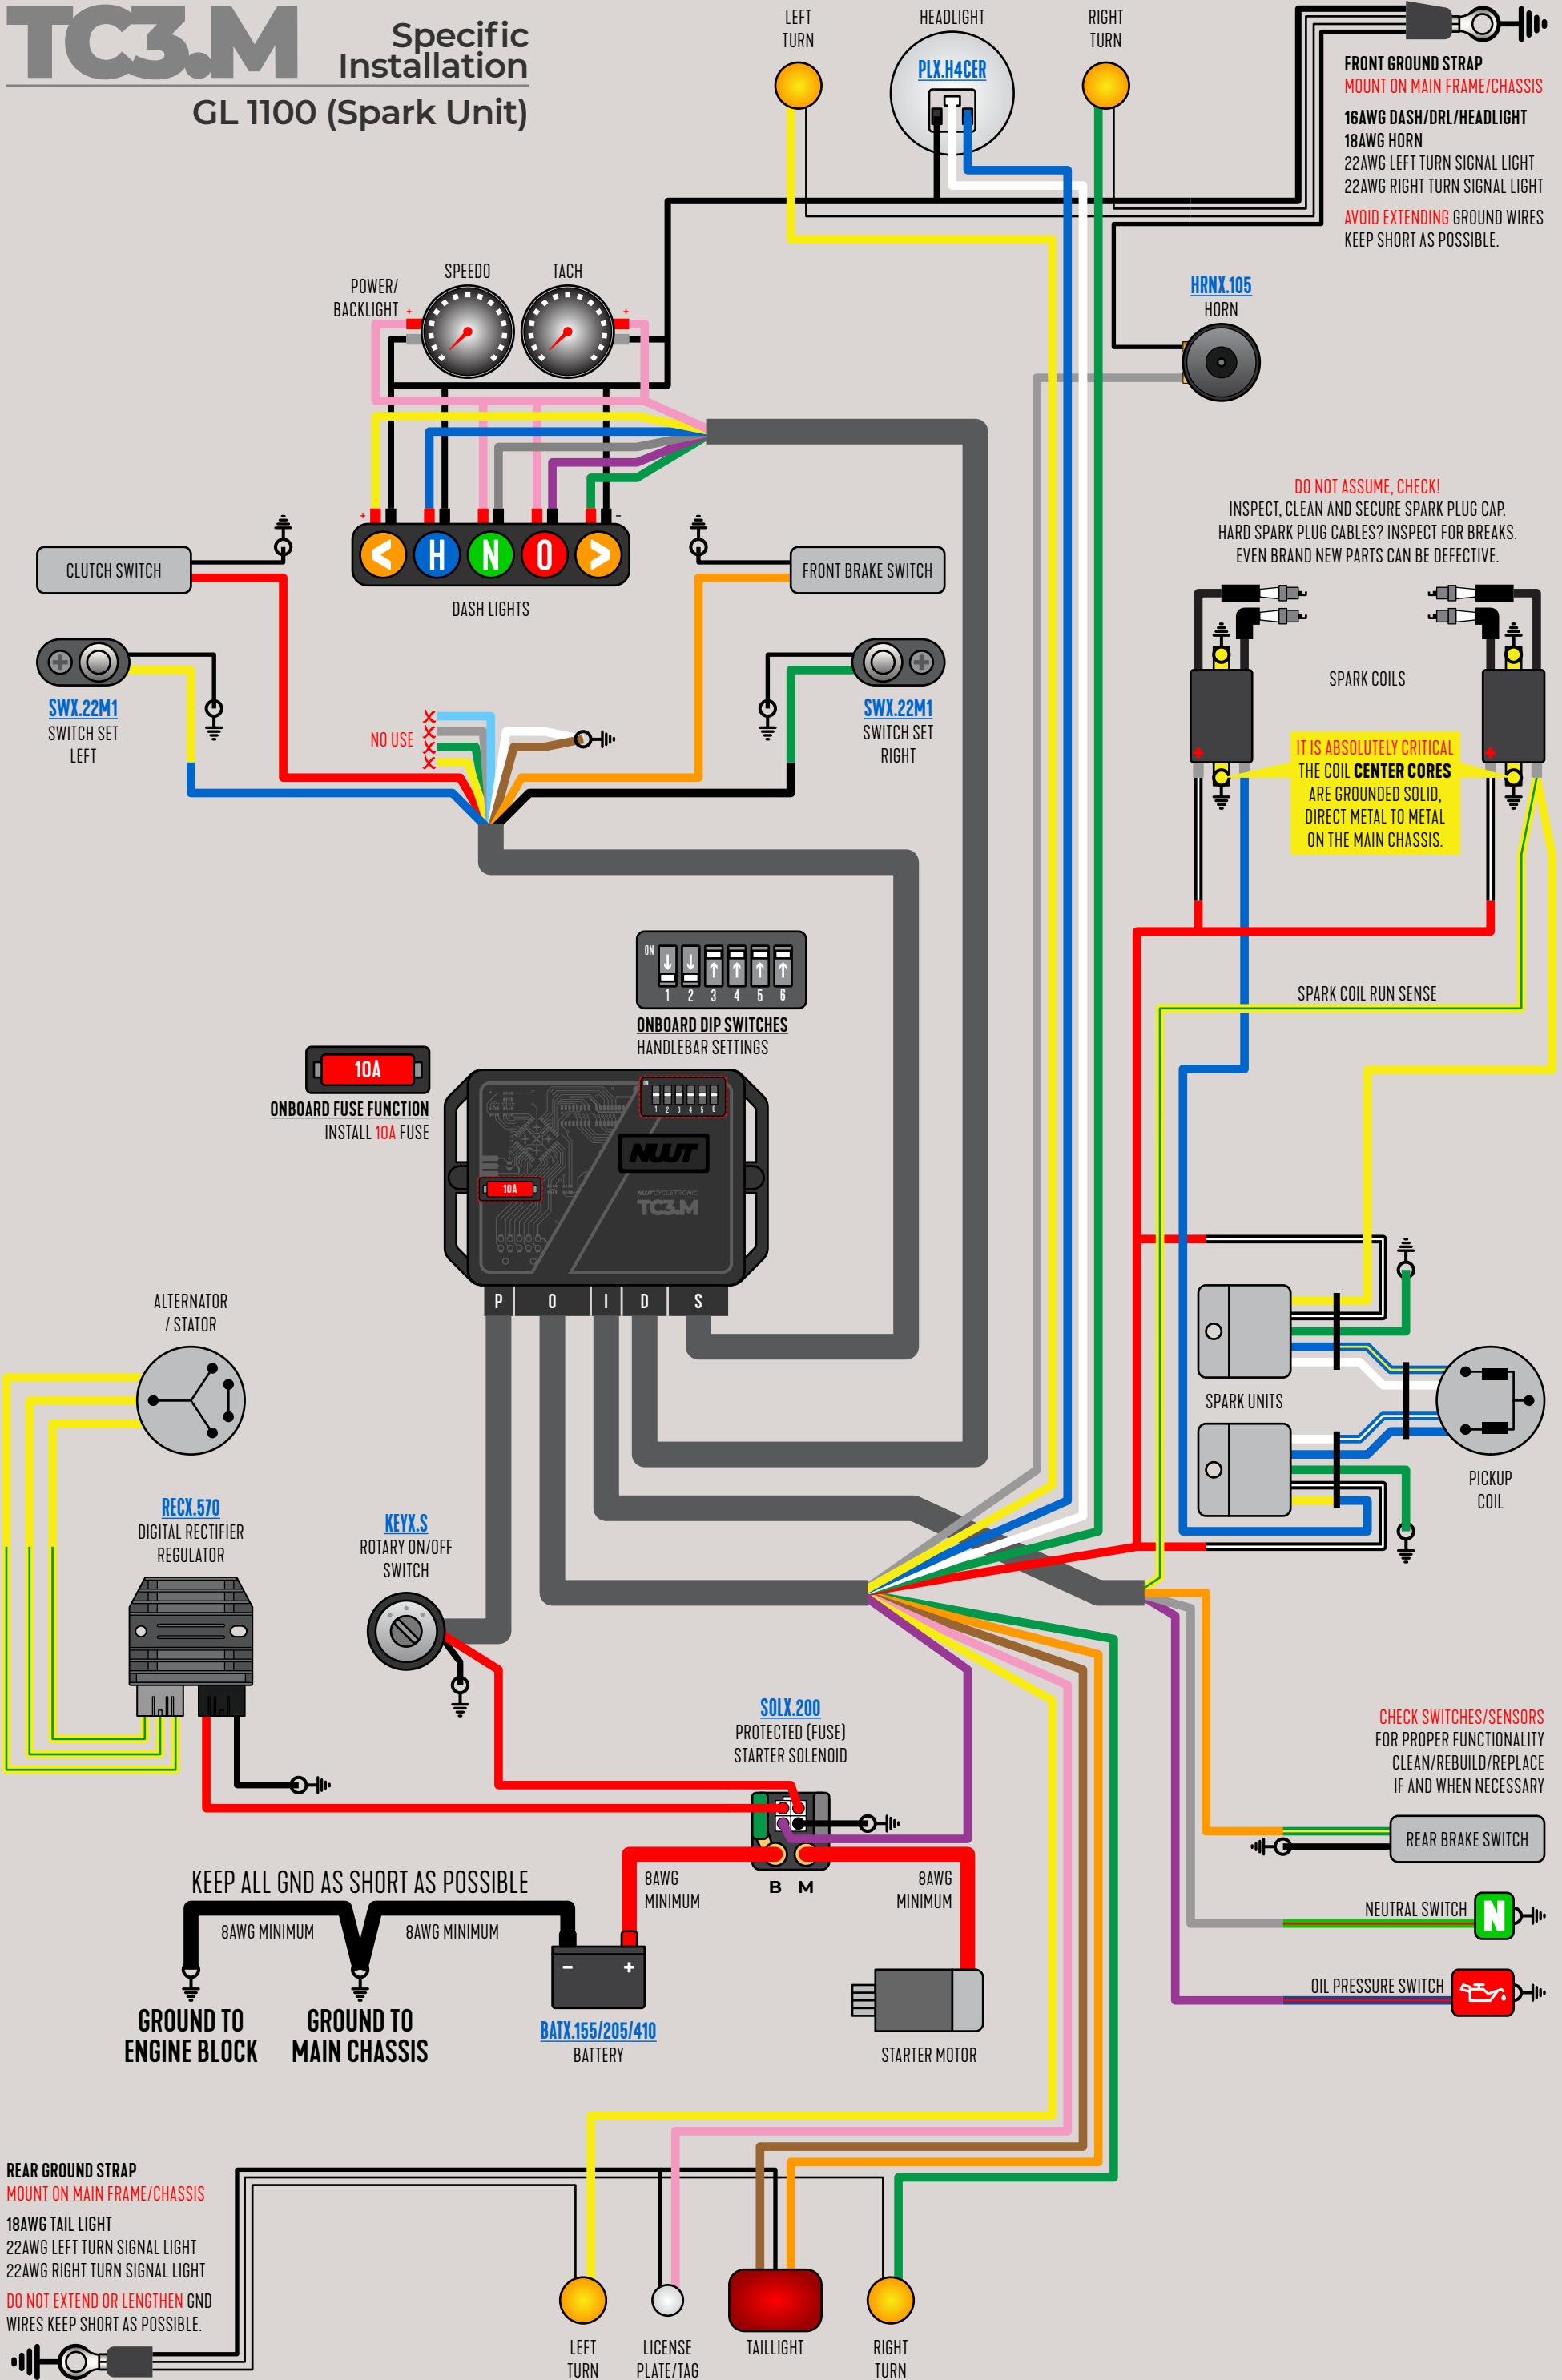 TC3.M
Specific
Installation
GL 1100 (Spark Unit)
LEFT
TURN
HEADLIGHT
PLX.H4CER
RIGHT
TURN
FRONT GROUND STRAP
MOUNT ON MAIN FRAME/CHASSIS
16AWG DASH/DRL/HEADLIGHT
18AWG HORN
22AWG LEFT TURN SIGNAL LIGHT
22AWG RIGHT TURN SIGNAL LIGHT
AVOID EXTENDING GROUND WIRES
KEEP SHORT AS POSSIBLE.
POWER/
BACKLIGHT
SPEEDO
TACH
+
+
HRNX.105
HORN
+
−
< H N O >
DASH LIGHTS
CLUTCH SWITCH
FRONT BRAKE SWITCH
SWX.22M1
SWITCH SET
LEFT
SWX.22M1
SWITCH SET
RIGHT
NO USE
X
X
X
X
DO NOT ASSUME, CHECK!
INSPECT, CLEAN AND SECURE SPARK PLUG CAP.
HARD SPARK PLUG CABLES? INSPECT FOR BREAKS.
EVEN BRAND NEW PARTS CAN BE DEFECTIVE.
SPARK COILS
+
+
IT IS ABSOLUTELY CRITICAL
THE COIL CENTER CORES
ARE GROUNDED SOLID,
DIRECT METAL TO METAL
ON THE MAIN CHASSIS.
SPARK COIL RUN SENSE
ON
1 2 3 4 5 6
ONBOARD DIP SWITCHES
HANDLEBAR SETTINGS
10A
ONBOARD FUSE FUNCTION
INSTALL 10A FUSE
ON
1 2 3 4 5 6
NWT
10A
NWT CYCLETRONIC
TC3.M
P O I D S
ALTERNATOR
/ STATOR
SPARK UNITS
PICKUP
COIL
RECX.570
DIGITAL RECTIFIER
REGULATOR
KEYX.S
ROTARY ON/OFF
SWITCH
SOLX.200
PROTECTED (FUSE)
STARTER SOLENOID
B M
CHECK SWITCHES/SENSORS
FOR PROPER FUNCTIONALITY
CLEAN/REBUILD/REPLACE
IF AND WHEN NECESSARY
REAR BRAKE SWITCH
NEUTRAL SWITCH
N
OIL PRESSURE SWITCH
KEEP ALL GND AS SHORT AS POSSIBLE
8AWG MINIMUM
8AWG MINIMUM
8AWG
MINIMUM
8AWG
MINIMUM
− +
GROUND TO
ENGINE BLOCK
GROUND TO
MAIN CHASSIS
BATX.155/205/410
BATTERY
STARTER MOTOR
REAR GROUND STRAP
MOUNT ON MAIN FRAME/CHASSIS
18AWG TAIL LIGHT
22AWG LEFT TURN SIGNAL LIGHT
22AWG RIGHT TURN SIGNAL LIGHT
DO NOT EXTEND OR LENGTHEN GND
WIRES KEEP SHORT AS POSSIBLE.
LEFT
TURN
LICENSE
PLATE/TAG
TAILLIGHT
RIGHT
TURN